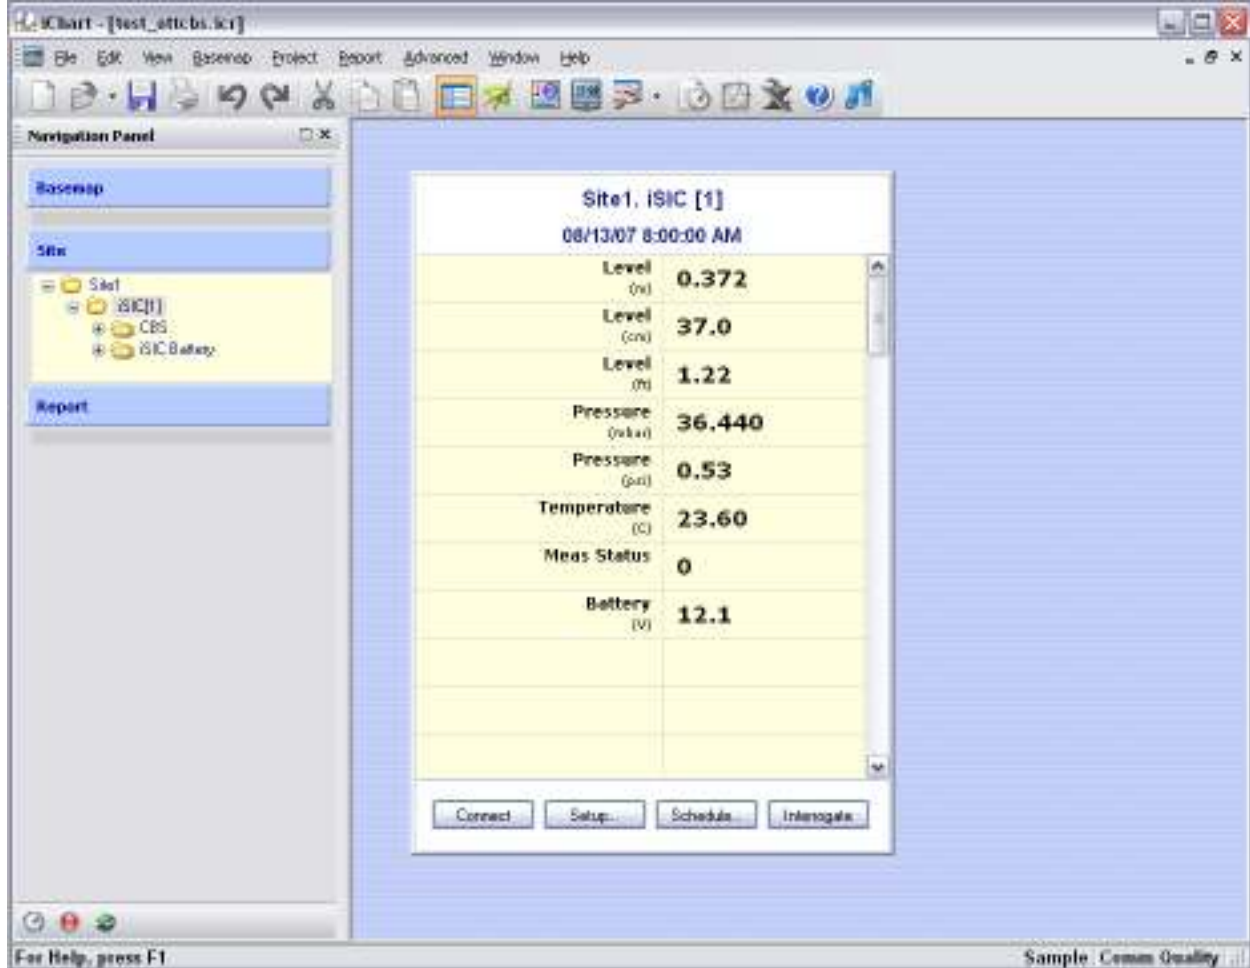 iChart - [test_ottcbs.icr]
File Edit View Basemap Project Report Advanced Window Help
Navigation Panel
Basemap
Site
Site1
iSIC[1]
CBS
iSIC Battery
Report
Site1. iSIC [1]
08/13/07 8:00:00 AM
Level
(m)
0.372
Level
(cm)
37.0
Level
(ft)
1.22
Pressure
(mbar)
36.440
Pressure
(psi)
0.53
Temperature
(C)
23.60
Meas Status
0
Battery
(V)
12.1
Connect Setup... Schedule... Interrogate
For Help, press F1
Sample Comm Quality